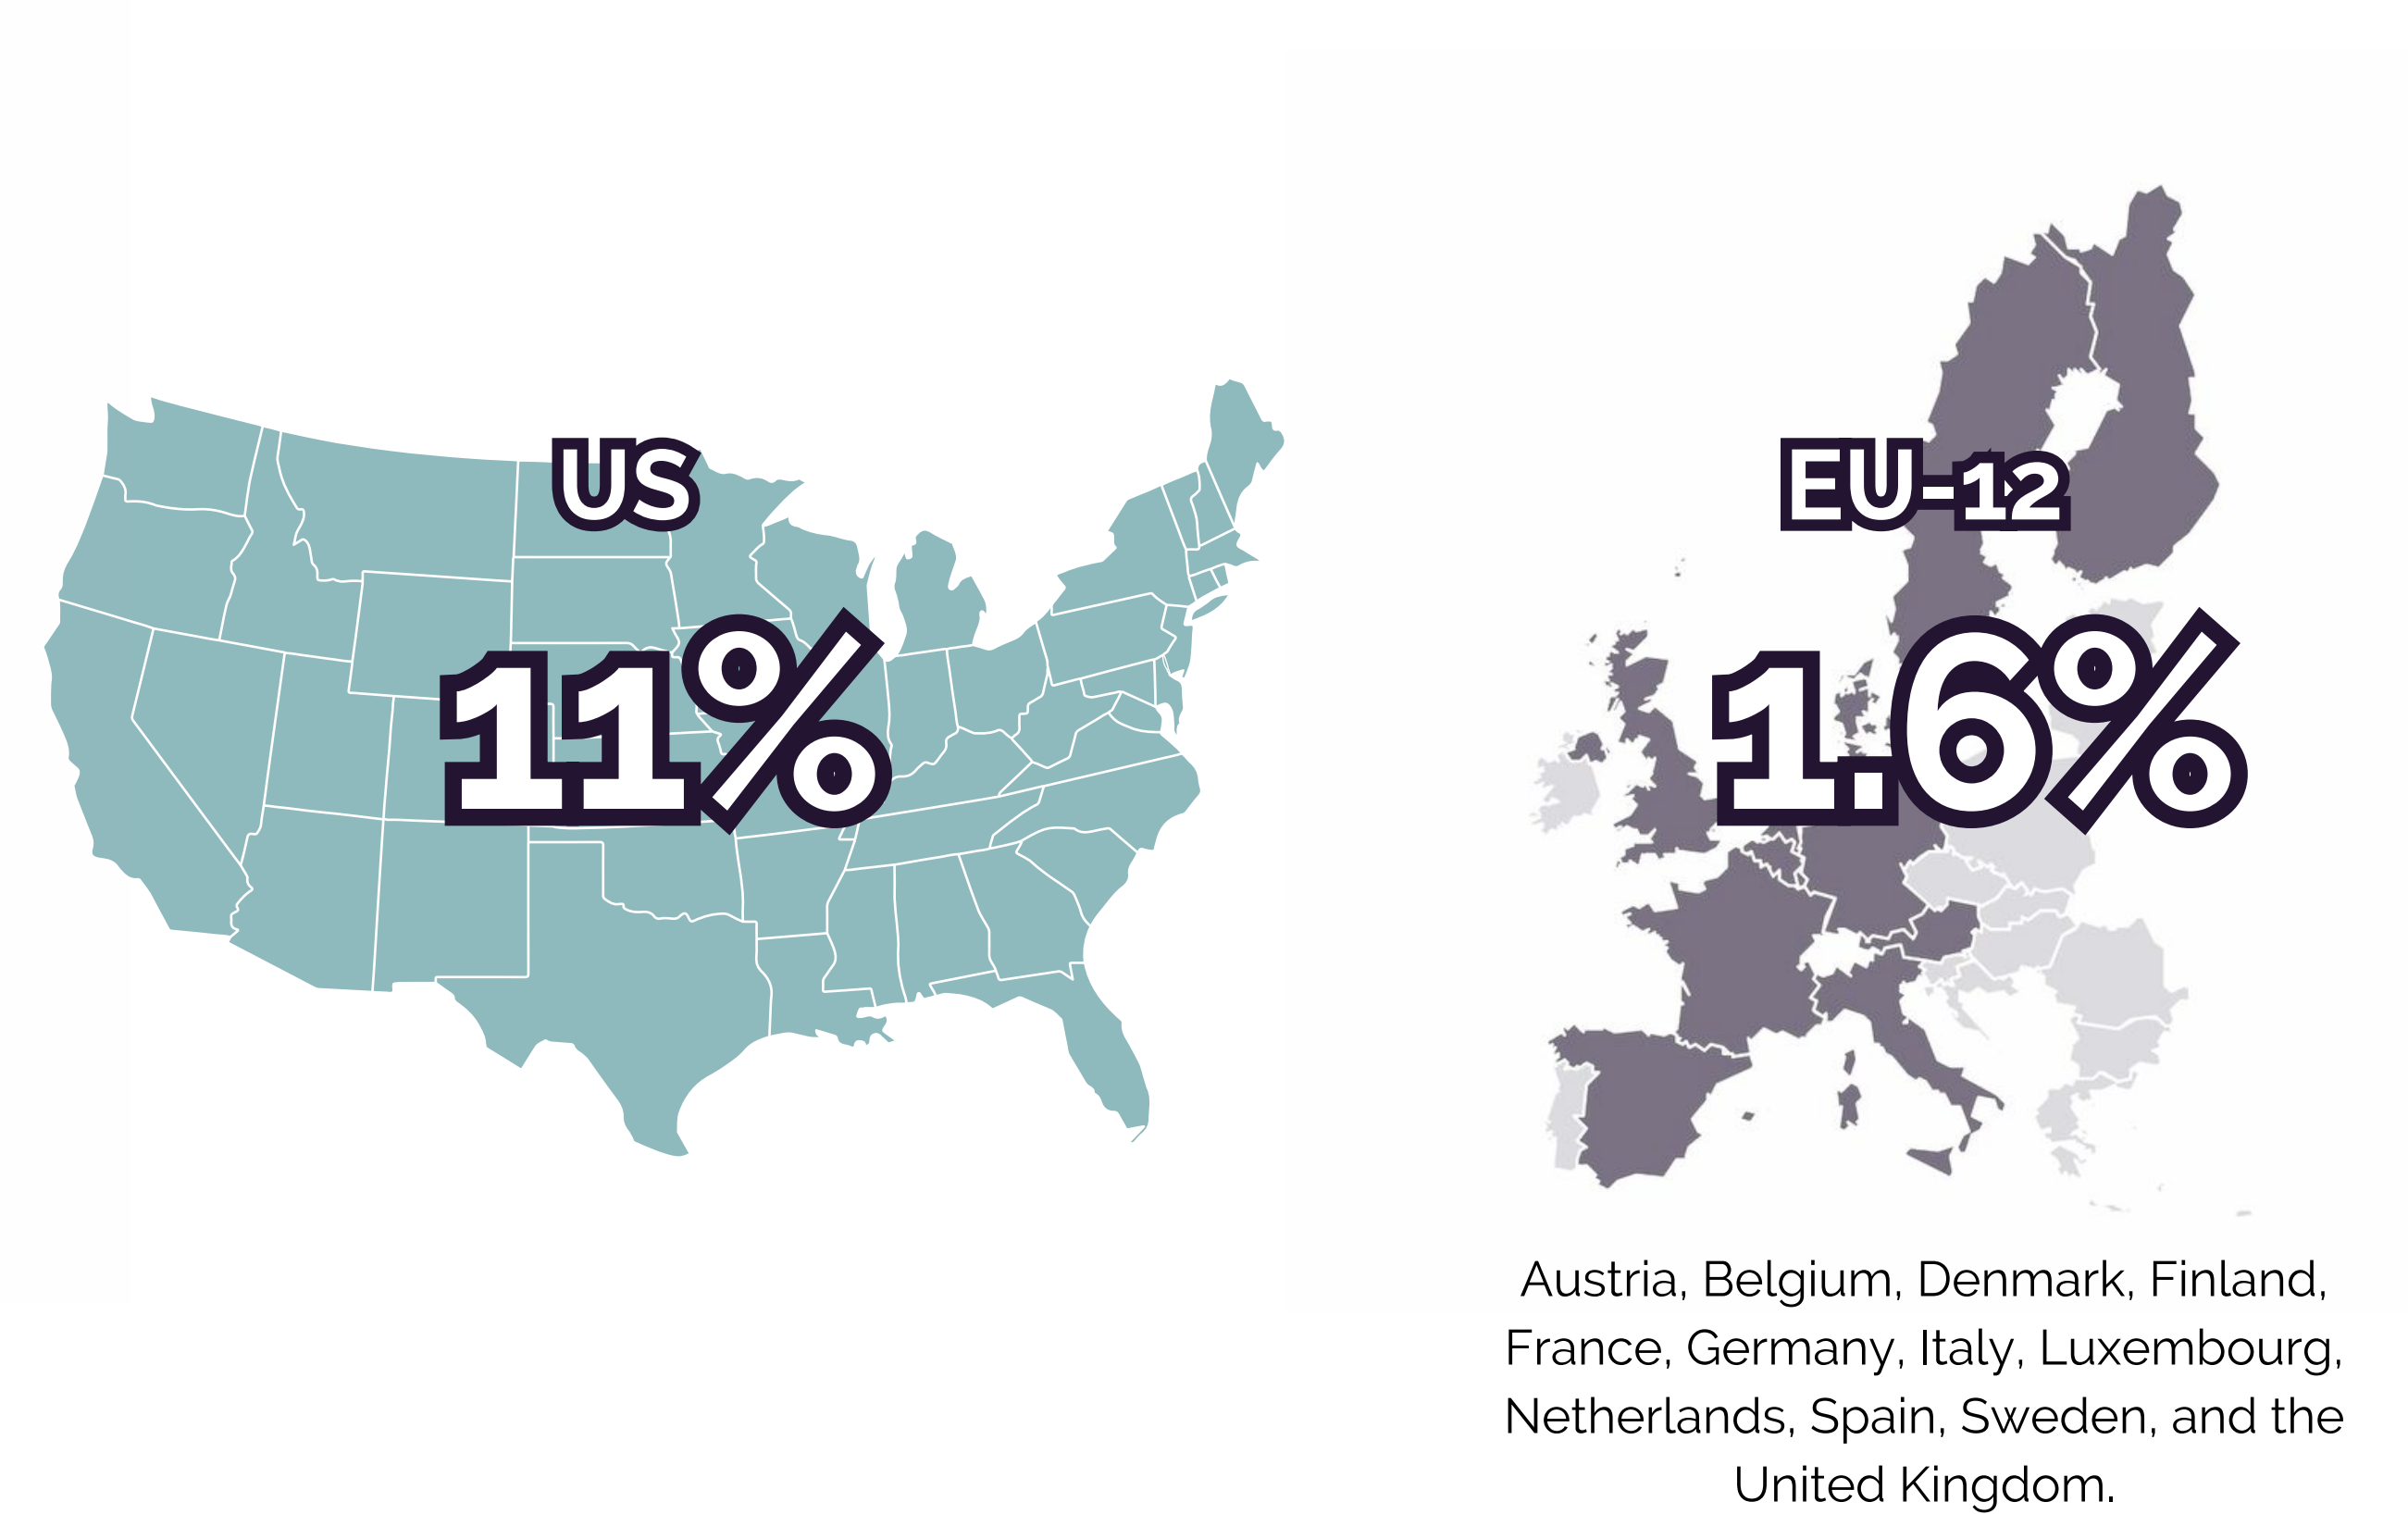 US
11%
EU-12
1.6%
Austria, Belgium, Denmark, Finland,
France, Germany, Italy, Luxembourg,
Netherlands, Spain, Sweden, and the
United Kingdom.